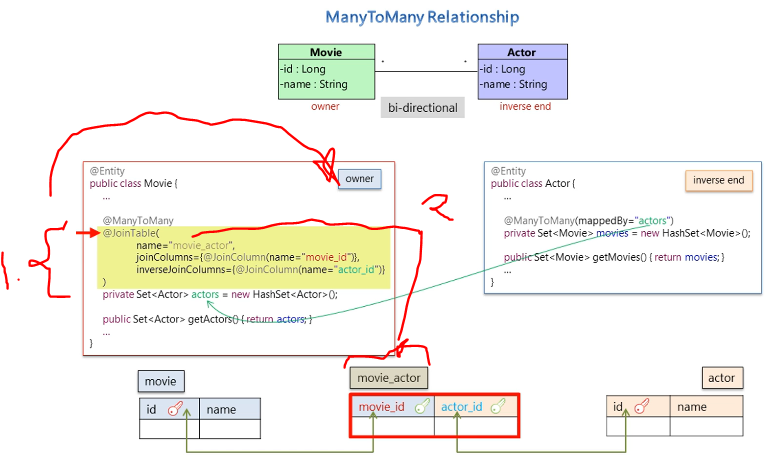 ManyToMany Relationship
Movie
-id : Long
-name : String
owner
Actor
-id : Long
-name : String
inverse end
bi-directional
1.
2
@Entity
public class Movie {
...
owner
@ManyToMany
@JoinTable(
name="movie_actor",
joinColumns={@JoinColumn(name="movie_id")},
inverseJoinColumns={@JoinColumn(name="actor_id")}
)
private Set<Actor> actors = new HashSet<Actor>();
public Set<Actor> getActors() { return actors; }
...
}
@Entity
public class Actor {
...
inverse end
@ManyToMany(mappedBy="actors")
private Set<Movie> movies = new HashSet<Movie>();
public Set<Movie> getMovies() { return movies; }
...
}
movie
id name
movie_actor
movie_id actor_id
actor
id name